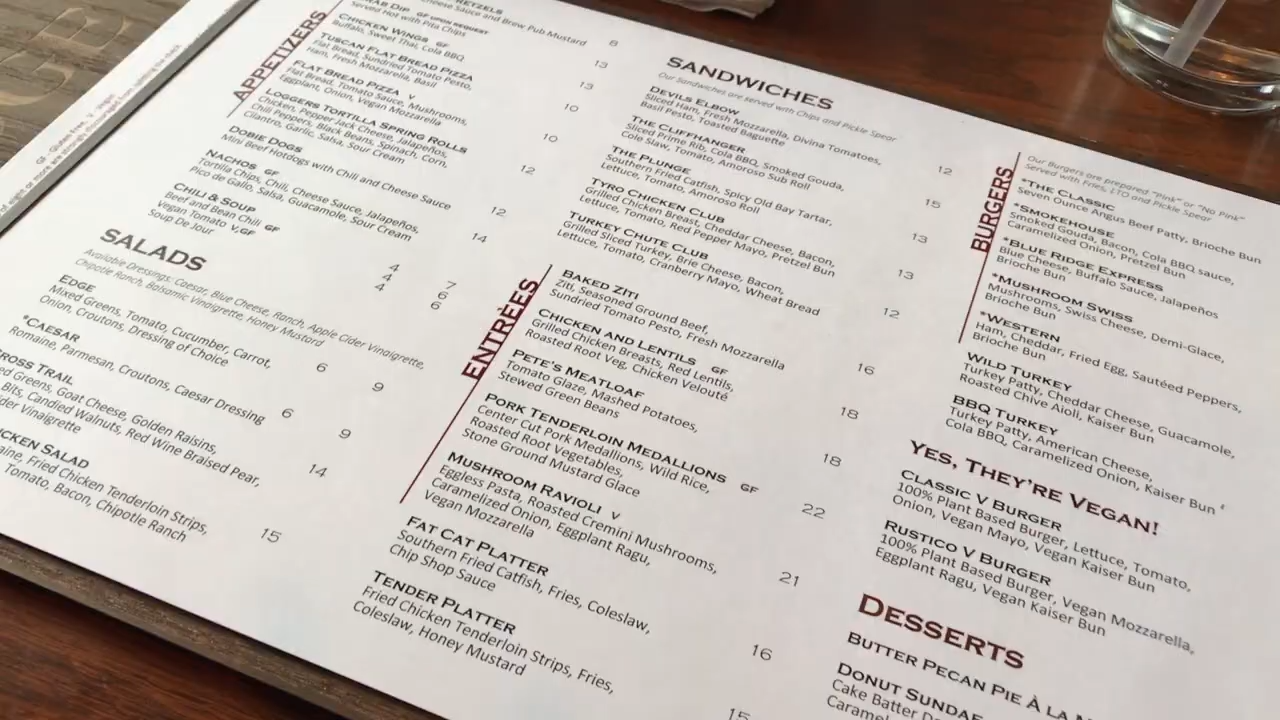 APPETIZERS
PRETZELS
Cheese Sauce and Brew Pub Mustard 8
DIP GF UPON REQUEST
Served Hot with Pita Chips 13
CHICKEN WINGS GF
Buffalo, Sweet Thai, Cola BBQ 13
TUSCAN FLAT BREAD PIZZA
Flat Bread, Sundried Tomato Pesto,
Ham, Fresh Mozzarella, Basil 10
FLAT BREAD PIZZA V
Flat Bread, Tomato Sauce, Mushrooms,
Eggplant, Onion, Vegan Mozzarella 10
LOGGERS TORTILLA SPRING ROLLS
Chicken, Pepper Jack Cheese, Jalapeños,
Chili Peppers, Black Beans, Spinach, Corn,
Cilantro, Garlic, Salsa, Sour Cream 12
DOBIE DOGS
Mini Beef Hotdogs with Chili and Cheese Sauce 12
NACHOS GF
Tortilla Chips, Chili, Cheese Sauce, Jalapeños,
Pico de Gallo, Salsa, Guacamole, Sour Cream 14
CHILI & SOUP
Beef and Bean Chili GF 4 7
Vegan Tomato V,GF 4 6
Soup De Jour 4 6
SALADS
Available Dressings: Caesar, Blue Cheese, Ranch, Apple Cider Vinaigrette,
Chipotle Ranch, Balsamic Vinaigrette, Honey Mustard
EDGE
Mixed Greens, Tomato, Cucumber, Carrot,
Onion, Croutons, Dressing of Choice 6 9
*CAESAR
Romaine, Parmesan, Croutons, Caesar Dressing 6 9
CROSS TRAIL
Greens, Goat Cheese, Golden Raisins,
Bits, Candied Walnuts, Red Wine Braised Pear,
Vinaigrette 14
CHICKEN SALAD
Fried Chicken Tenderloin Strips,
Tomato, Bacon, Chipotle Ranch 15
SANDWICHES
Our Sandwiches are served with Chips and Pickle Spear
DEVILS ELBOW
Sliced Ham, Fresh Mozzarella, Divina Tomatoes,
Basil Pesto, Toasted Baguette 12
THE CLIFFHANGER
Sliced Prime Rib, Cola BBQ, Smoked Gouda,
Cole Slaw, Tomato, Amoroso Sub Roll 15
THE PLUNGE
Southern Fried Catfish, Spicy Old Bay Tartar,
Lettuce, Tomato, Amoroso Roll 13
TYRO CHICKEN CLUB
Grilled Chicken Breast, Cheddar Cheese, Bacon,
Lettuce, Tomato, Red Pepper Mayo, Pretzel Bun 13
TURKEY CHUTE CLUB
Grilled Sliced Turkey, Brie Cheese, Bacon,
Lettuce, Tomato, Cranberry Mayo, Wheat Bread 12
ENTRÈES
BAKED ZITI
Ziti, Seasoned Ground Beef,
Sundried Tomato Pesto, Fresh Mozzarella 16
CHICKEN AND LENTILS GF
Grilled Chicken Breasts, Red Lentils,
Roasted Root Veg, Chicken Velouté 18
PETE'S MEATLOAF
Tomato Glaze, Mashed Potatoes,
Stewed Green Beans 18
PORK TENDERLOIN MEDALLIONS GF
Center Cut Pork Medallions, Wild Rice,
Roasted Root Vegetables,
Stone Ground Mustard Glace 22
MUSHROOM RAVIOLI V
Eggless Pasta, Roasted Cremini Mushrooms,
Caramelized Onion, Eggplant Ragu,
Vegan Mozzarella 21
FAT CAT PLATTER
Southern Fried Catfish, Fries, Coleslaw,
Chip Shop Sauce 16
TENDER PLATTER
Fried Chicken Tenderloin Strips, Fries,
Coleslaw, Honey Mustard 15
BURGERS
Our Burgers are prepared "Pink" or "No Pink"
Served with Fries, LTO and Pickle Spear
*THE CLASSIC
Seven Ounce Angus Beef Patty, Brioche Bun
*SMOKEHOUSE
Smoked Gouda, Bacon, Cola BBQ sauce,
Caramelized Onion, Pretzel Bun
*BLUE RIDGE EXPRESS
Blue Cheese, Buffalo Sauce, Jalapeños
Brioche Bun
*MUSHROOM SWISS
Mushrooms, Swiss Cheese, Demi-Glace,
Brioche Bun
*WESTERN
Ham, Cheddar, Fried Egg, Sautéed Peppers,
Brioche Bun
WILD TURKEY
Turkey Patty, Cheddar Cheese, Guacamole,
Roasted Chive Aioli, Kaiser Bun
BBQ TURKEY
Turkey Patty, American Cheese,
Cola BBQ, Caramelized Onion, Kaiser Bun
YES, THEY'RE VEGAN!
CLASSIC V BURGER
100% Plant Based Burger, Lettuce, Tomato,
Onion, Vegan Mayo, Vegan Kaiser Bun
RUSTICO V BURGER
100% Plant Based Burger, Vegan Mozzarella,
Eggplant Ragu, Vegan Kaiser Bun
DESSERTS
BUTTER PECAN PIE À LA
DONUT SUNDAE
Cake Batter